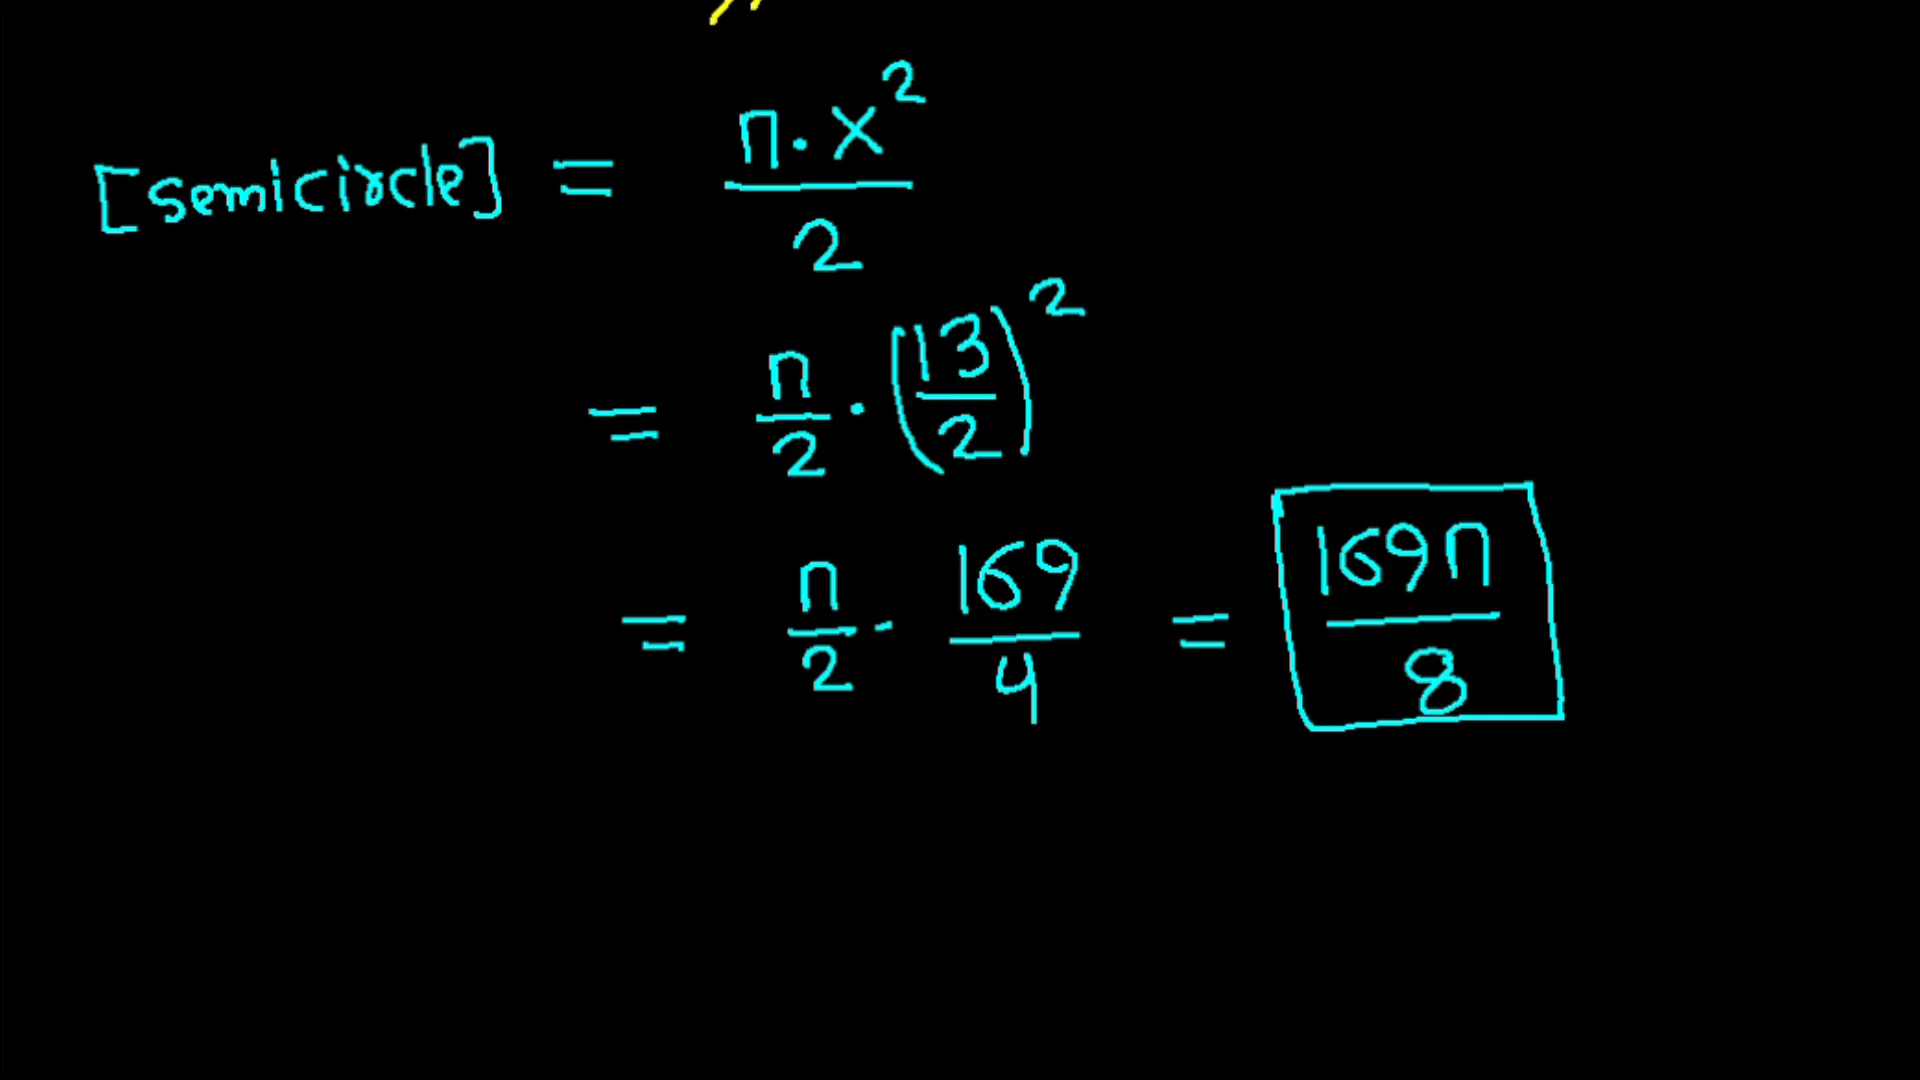 [semicircle] = π·x²/2
= π/2 · (13/2)²
= π/2 · 169/4 = 169π/8